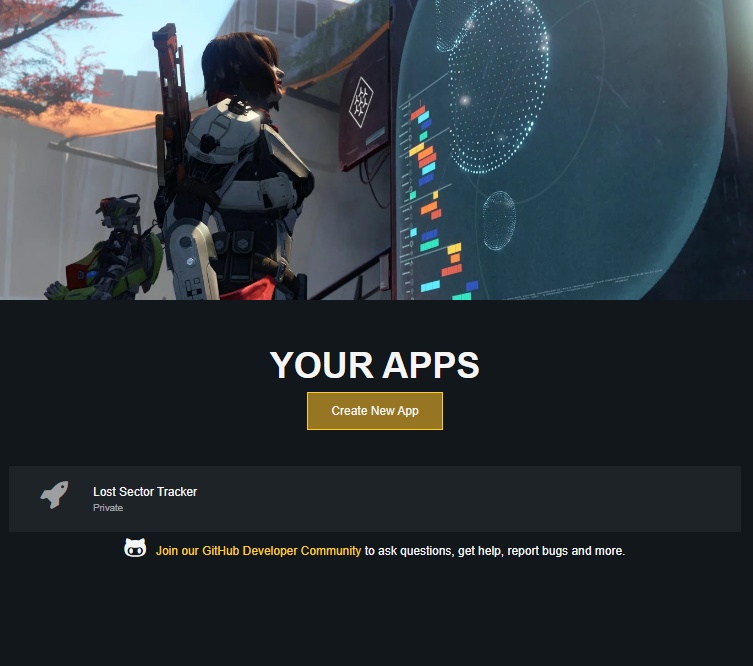 YOUR APPS
Create New App
Lost Sector Tracker
Private
Join our GitHub Developer Community to ask questions, get help, report bugs and more.